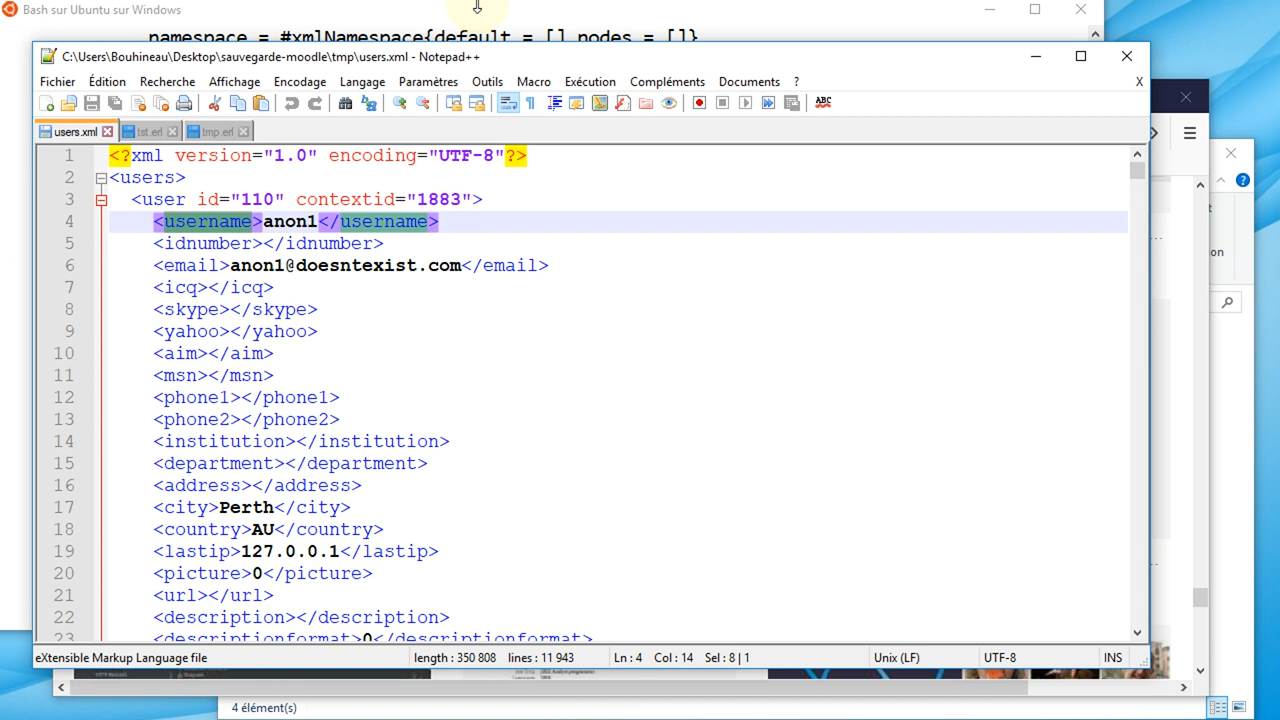 Bash sur Ubuntu sur Windows
namespace = #xmlNamespace{default = [],nodes = []}
C:\Users\Bouhineau\Desktop\sauvegarde-moodle\tmp\users.xml - Notepad++
Fichier Édition Recherche Affichage Encodage Langage Paramètres Outils Macro Exécution Compléments Documents ? X
ABC
users.xml tst.erl tmp.erl
1 <?xml version="1.0" encoding="UTF-8"?>
2 <users>
3 <user id="110" contextid="1883">
4 <username>anon1</username>
5 <idnumber></idnumber>
6 <email>anon1@doesntexist.com</email>
7 <icq></icq>
8 <skype></skype>
9 <yahoo></yahoo>
10 <aim></aim>
11 <msn></msn>
12 <phone1></phone1>
13 <phone2></phone2>
14 <institution></institution>
15 <department></department>
16 <address></address>
17 <city>Perth</city>
18 <country>AU</country>
19 <lastip>127.0.0.1</lastip>
20 <picture>0</picture>
21 <url></url>
22 <description></description>
23 <descriptionformat>0</descriptionformat>
eXtensible Markup Language file length : 350 808 lines : 11 943 Ln : 4 Col : 14 Sel : 8 | 1 Unix (LF) UTF-8 INS
4 élément(s)